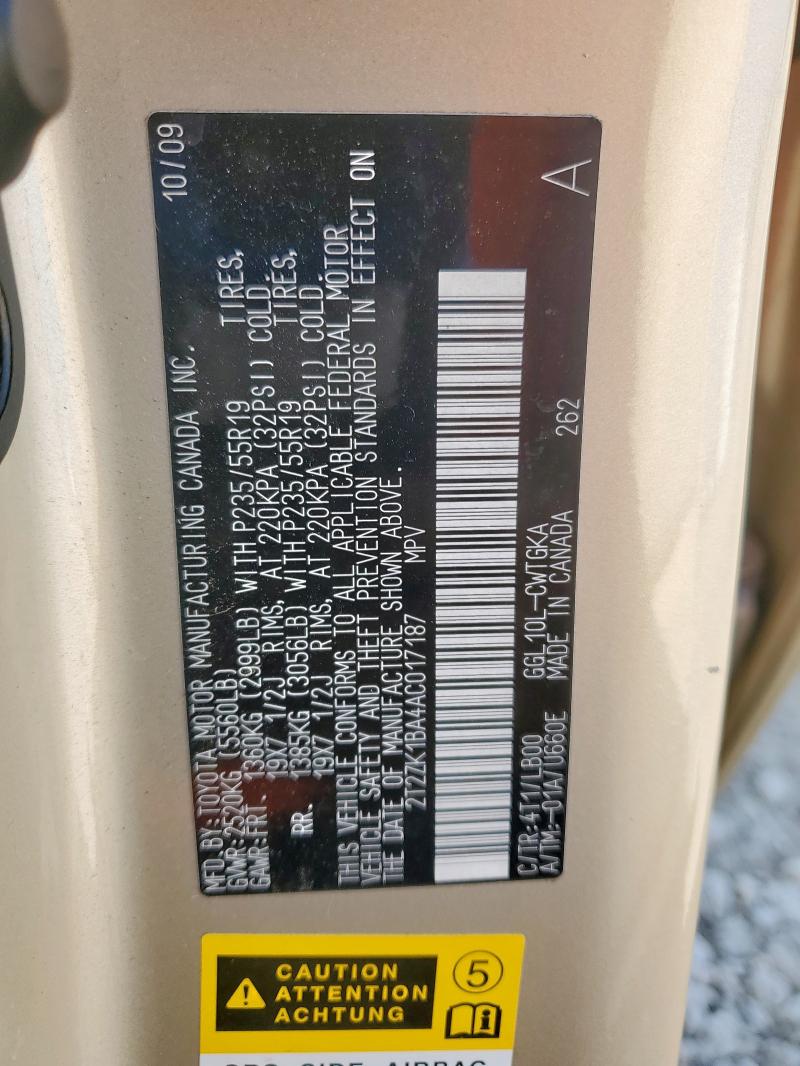 MFD.BY:TOYOTA MOTOR MANUFACTURING CANADA INC. 10/09
GVWR:2520KG (5560LB)
GAWR:FRT. 1360KG (2999LB) WITH P235/55R19 TIRES,
19X7 1/2J RIMS, AT 220KPA (32PSI) COLD.
RR. 1385KG (3056LB) WITH P235/55R19 TIRES,
19X7 1/2J RIMS, AT 220KPA (32PSI) COLD.
THIS VEHICLE CONFORMS TO ALL APPLICABLE FEDERAL MOTOR
VEHICLE SAFETY AND THEFT PREVENTION STANDARDS IN EFFECT ON
THE DATE OF MANUFACTURE SHOWN ABOVE.
2T2ZK1BA4AC017187 MPV
C/TR:411/LB00 GGL10L-CWTGKA
A/TM:-01A/U660E MADE IN CANADA 262 A
CAUTION
ATTENTION
ACHTUNG
5
SRS SIDE AIRBAG